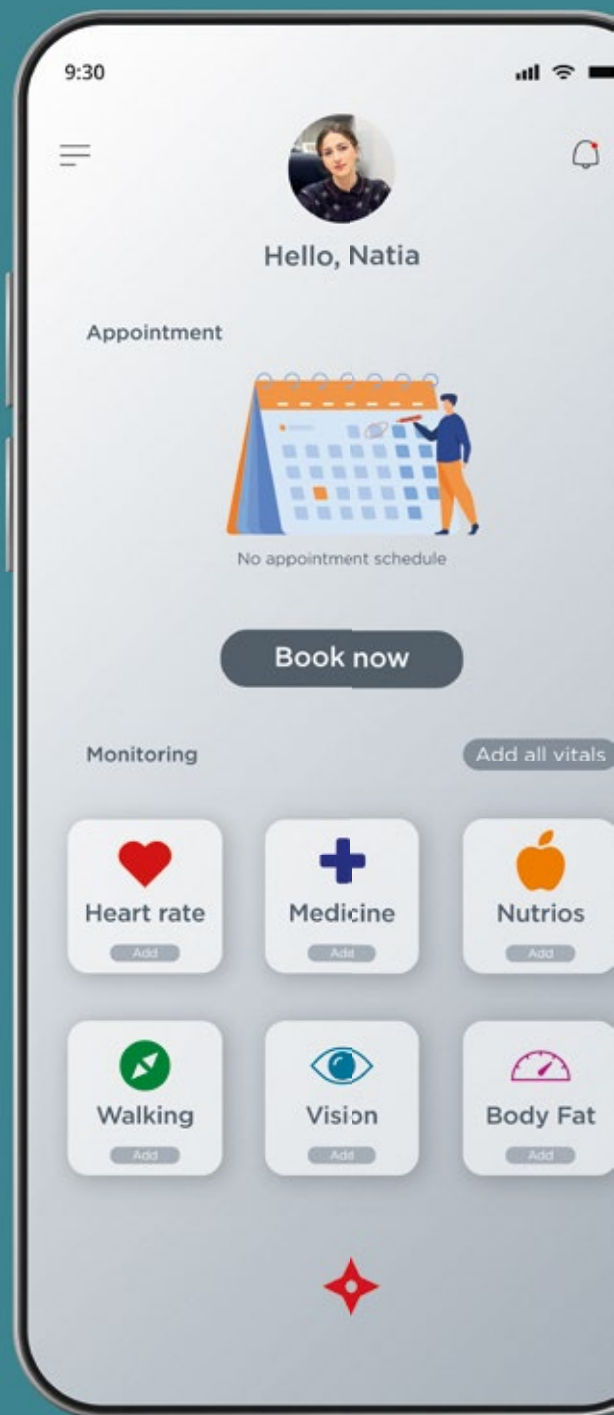 9:30
Hello, Natia
Appointment
No appointment schedule
Book now
Monitoring
Add all vitals
Heart rate
Medicine
Nutrios
Add
Add
Add
Walking
Vision
Body Fat
Add
Add
Add